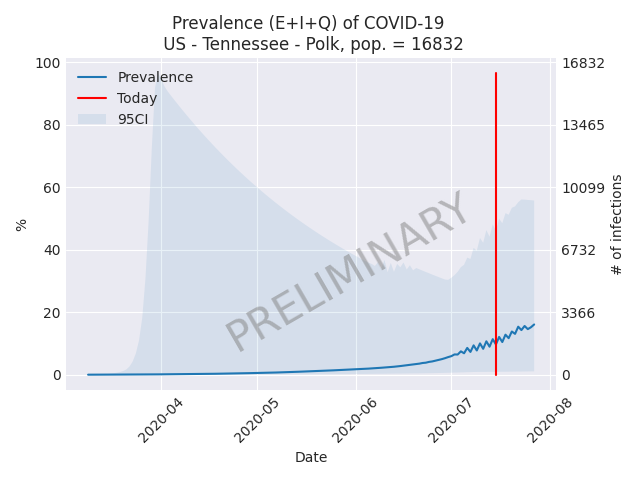 Prevalence (E+I+Q) of COVID-19
US - Tennessee - Polk, pop. = 16832
Prevalence
Today
95CI
100
80
60
40
20
0
%
16832
13465
10099
6732
3366
0
# of infections
PRELIMINARY
2020-04
2020-05
2020-06
2020-07
2020-08
Date